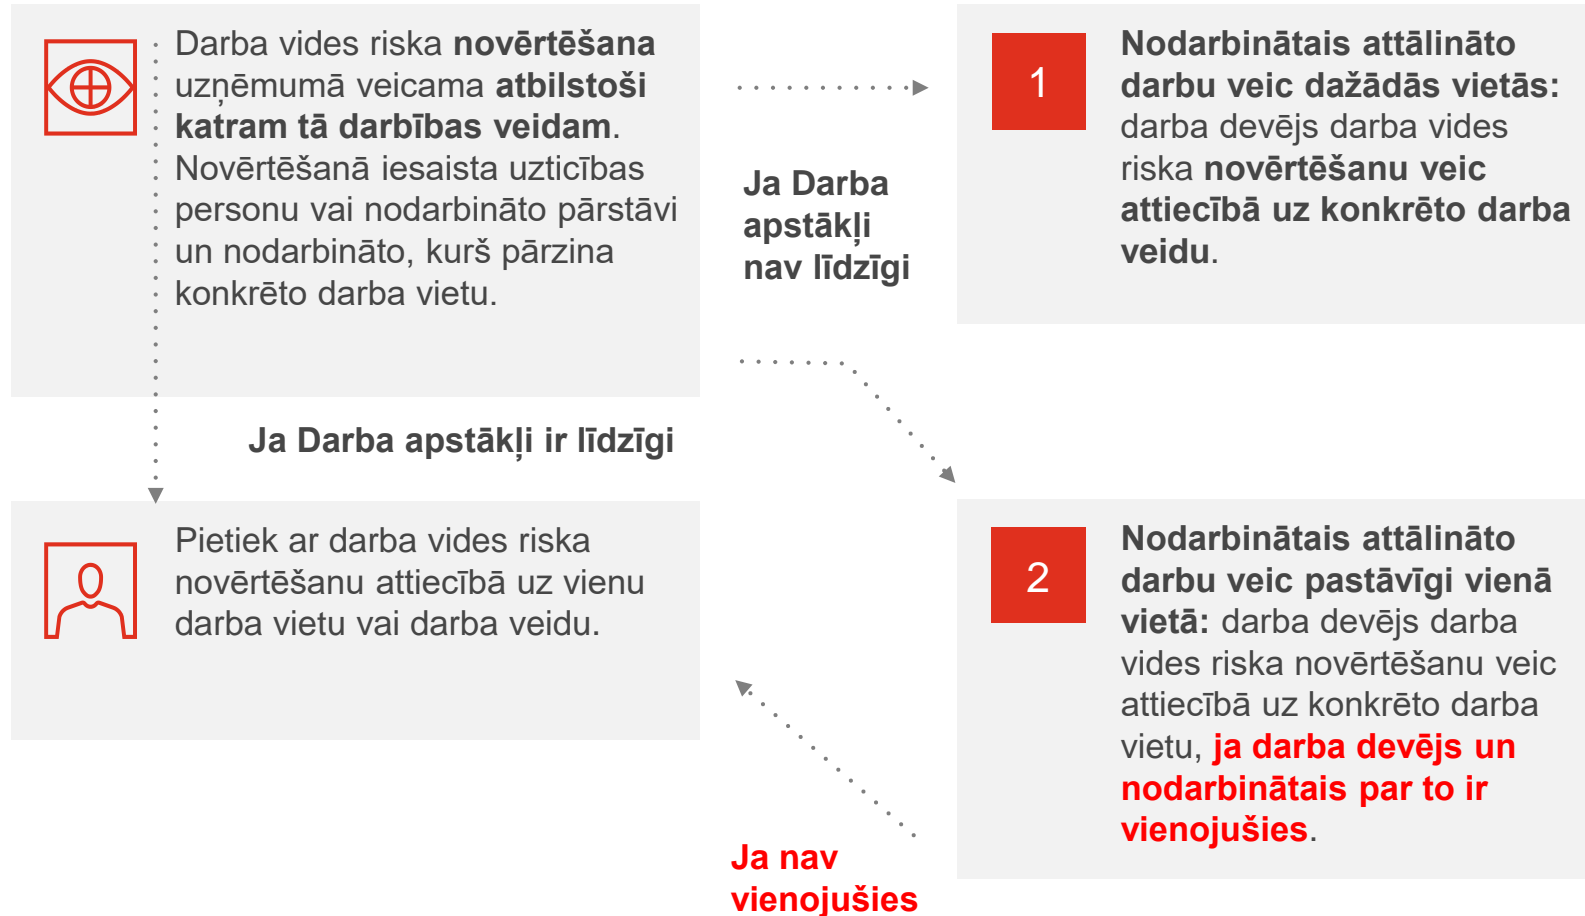 Darba vides riska novērtēšana
uzņēmumā veicama atbilstoši
katram tā darbības veidam.
Novērtēšanā iesaista uzticības
personu vai nodarbināto pārstāvi
un nodarbināto, kurš pārzina
konkrēto darba vietu.
Ja Darba
apstākļi
nav līdzīgi
1
Nodarbinātais attālināto
darbu veic dažādās vietās:
darba devējs darba vides
riska novērtēšanu veic
attiecībā uz konkrēto darba
veidu.
Ja Darba apstākļi ir līdzīgi
Pietiek ar darba vides riska
novērtēšanu attiecībā uz vienu
darba vietu vai darba veidu.
2
Nodarbinātais attālināto
darbu veic pastāvīgi vienā
vietā: darba devējs darba
vides riska novērtēšanu veic
attiecībā uz konkrēto darba
vietu, ja darba devējs un
nodarbinātais par to ir
vienojušies.
Ja nav
vienojušies